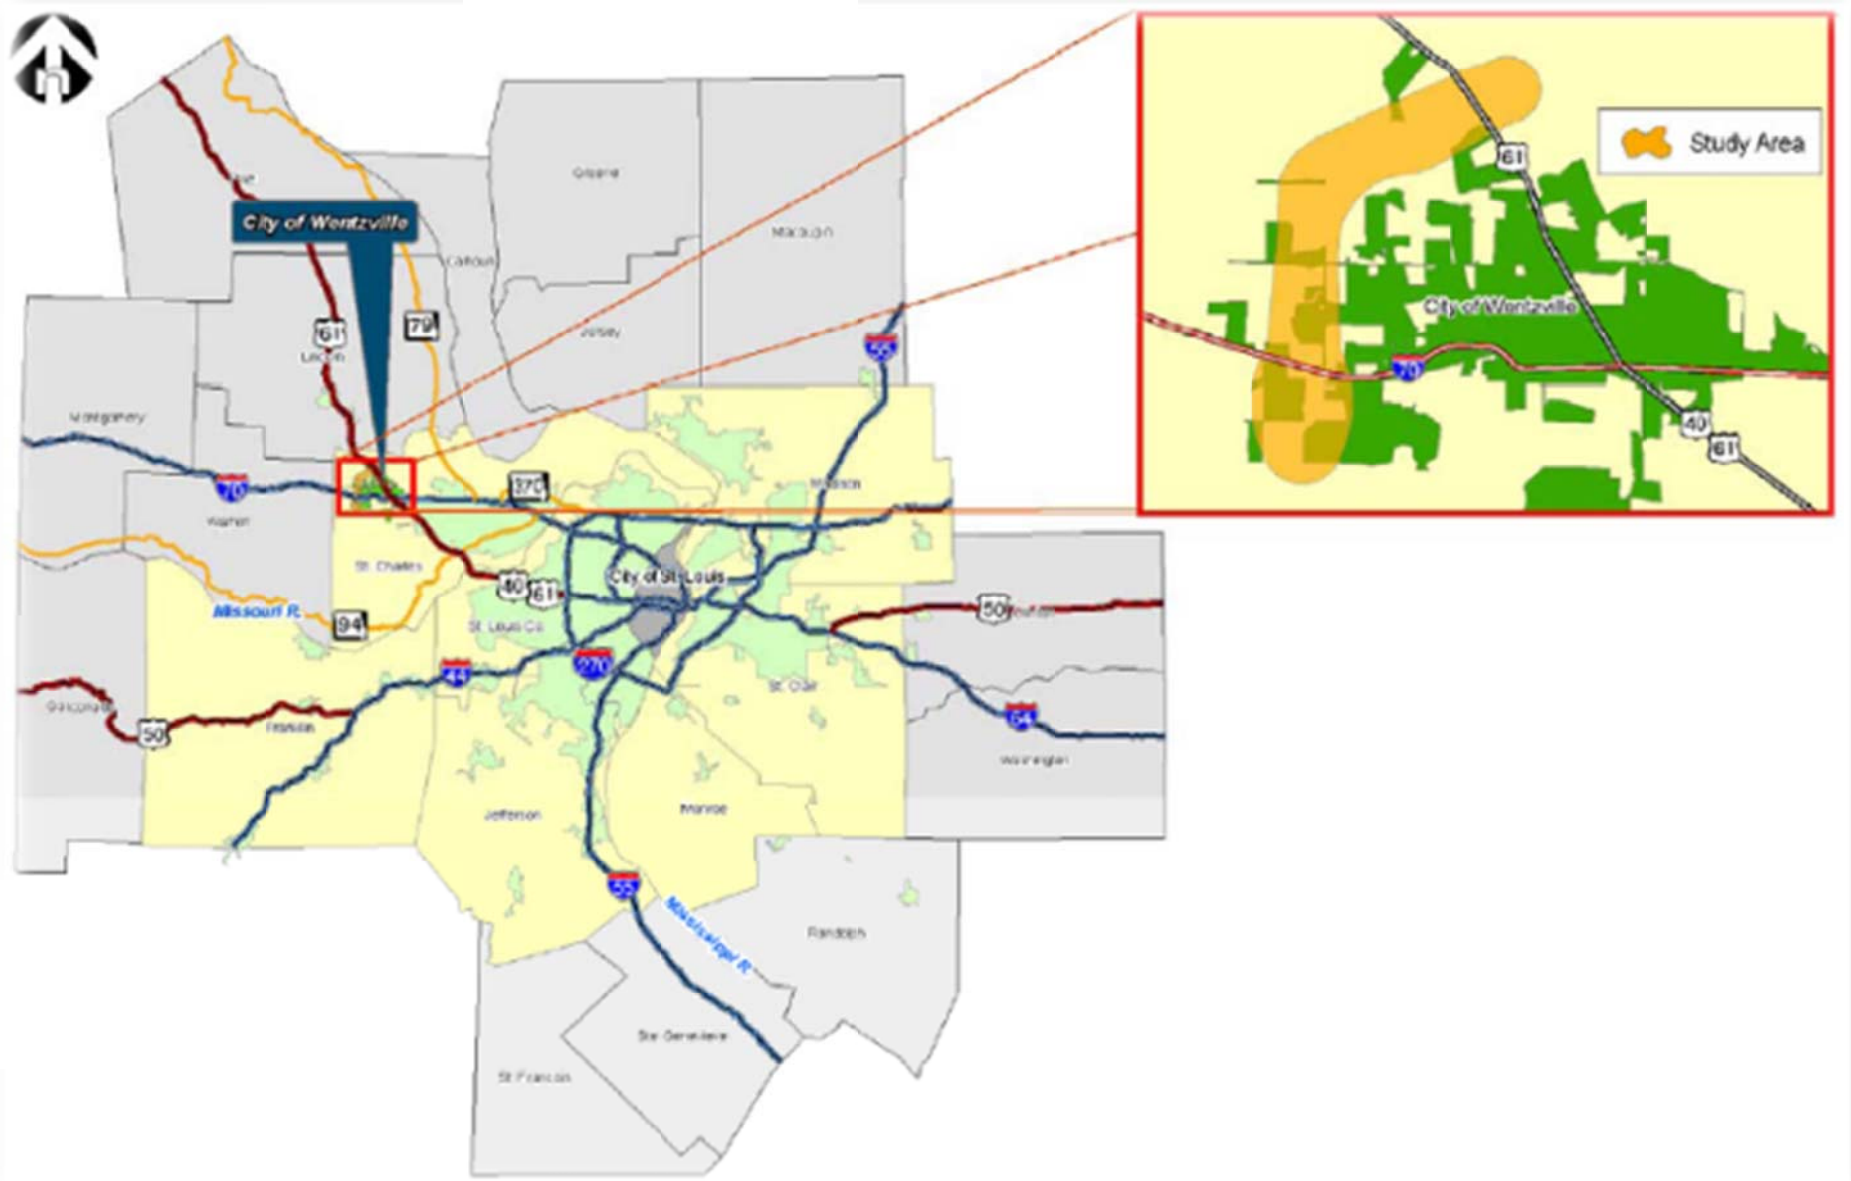 n
61
Study Area
Greene
Pike
City of Wentzville
Macoupin
Calhoun
City of Wentzville
61
79
Jersey
Lincoln
55
70
Montgomery
40
61
370
Madison
70
Warren
St. Charles
City of St. Louis
40
61
50
Missouri R.
94
St. Louis Co.
270
44
St. Clair
50
Franklin
64
Washington
Jefferson
Monroe
55
Mississippi R.
Randolph
Ste Genevieve
St Francois